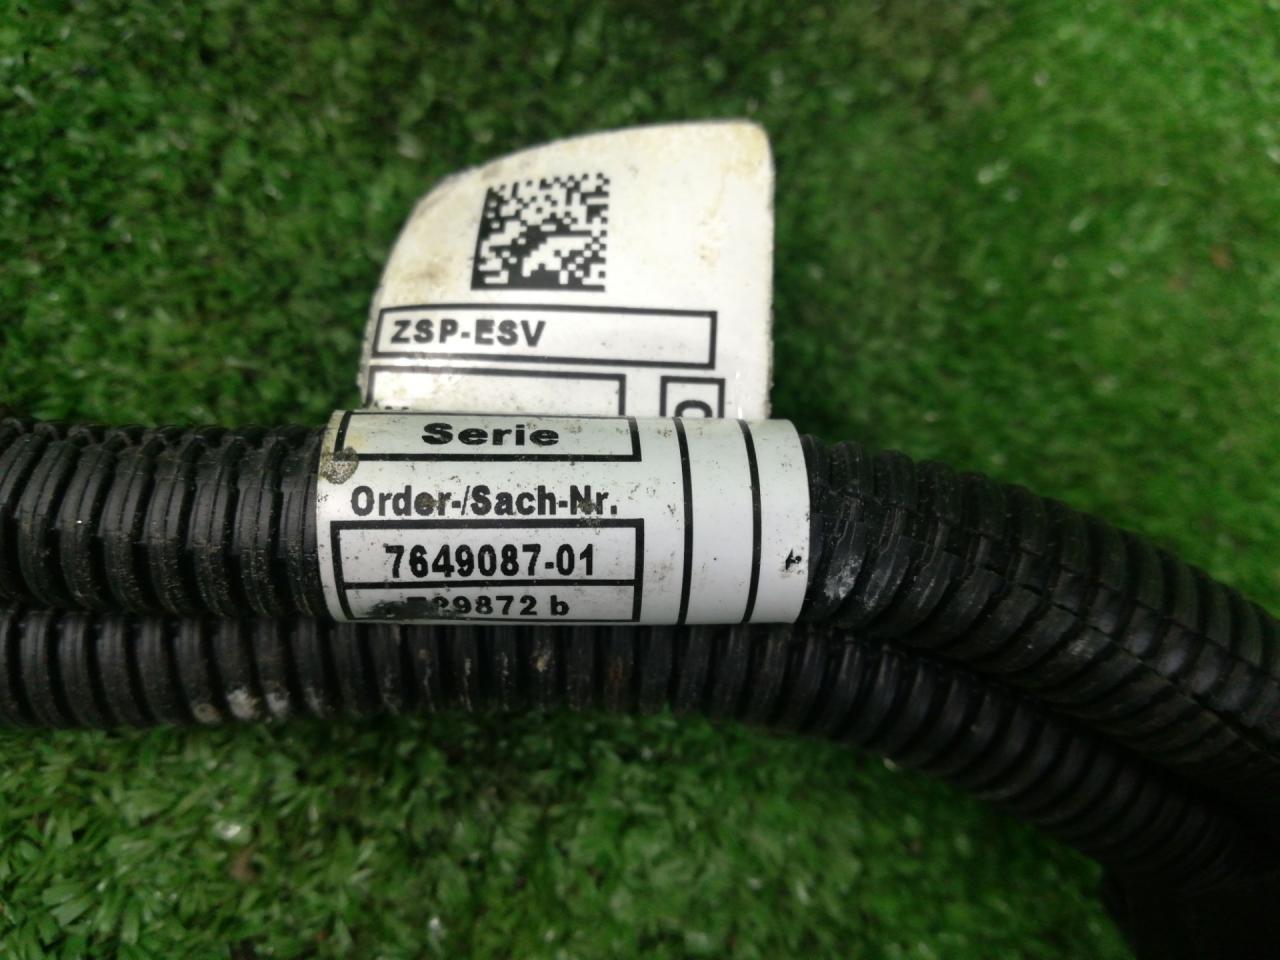 ZSP-ESV
Serie
Order-/Sach-Nr.
7649087-01